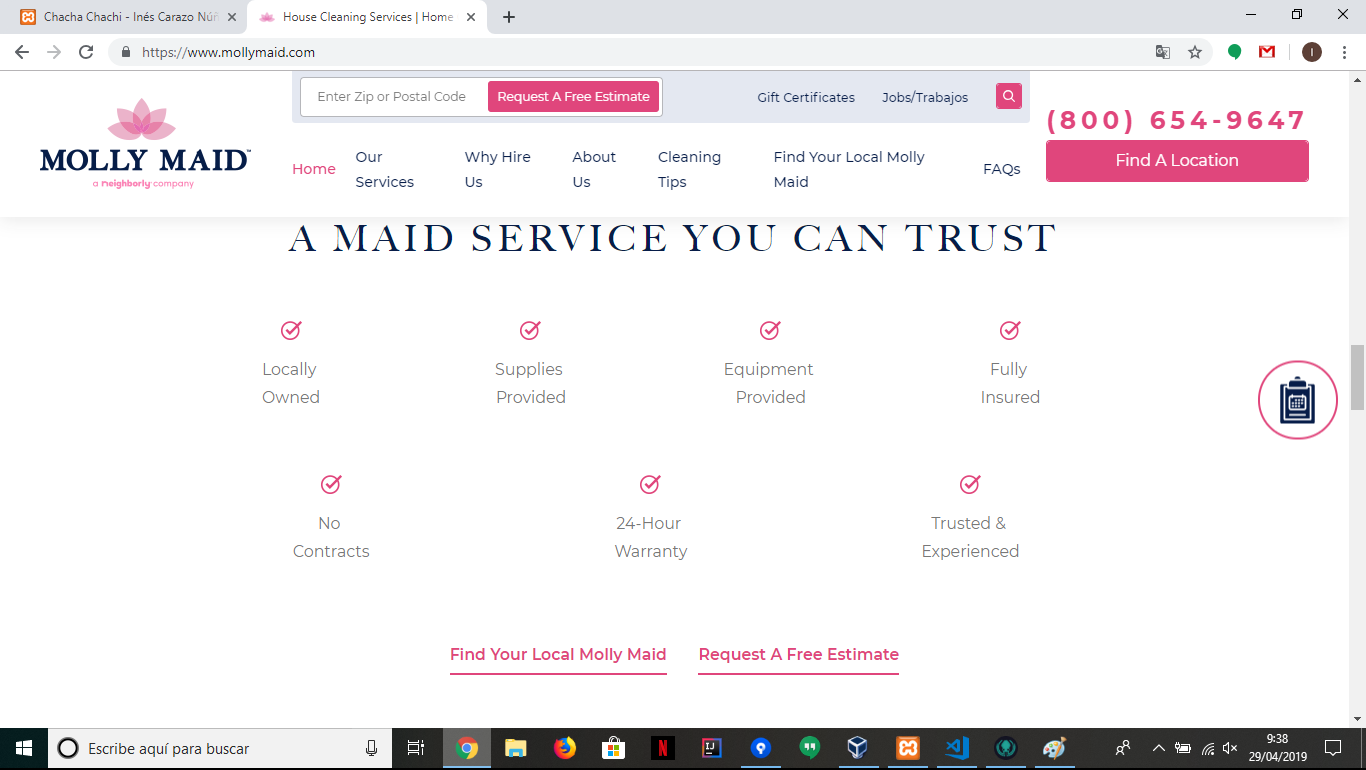 Chacha Chachi - Inés Carazo Núñ
House Cleaning Services | Home
https://www.mollymaid.com
I
Enter Zip or Postal Code
Request A Free Estimate
Gift Certificates
Jobs/Trabajos
MOLLY MAID™
a neighborly company
(800) 654-9647
Find A Location
Home
Our
Services
Why Hire
Us
About
Us
Cleaning
Tips
Find Your Local Molly
Maid
FAQs
A MAID SERVICE YOU CAN TRUST
Locally
Owned
Supplies
Provided
Equipment
Provided
Fully
Insured
No
Contracts
24-Hour
Warranty
Trusted &
Experienced
Find Your Local Molly Maid
Request A Free Estimate
Escribe aquí para buscar
N
IJ
9:38
29/04/2019